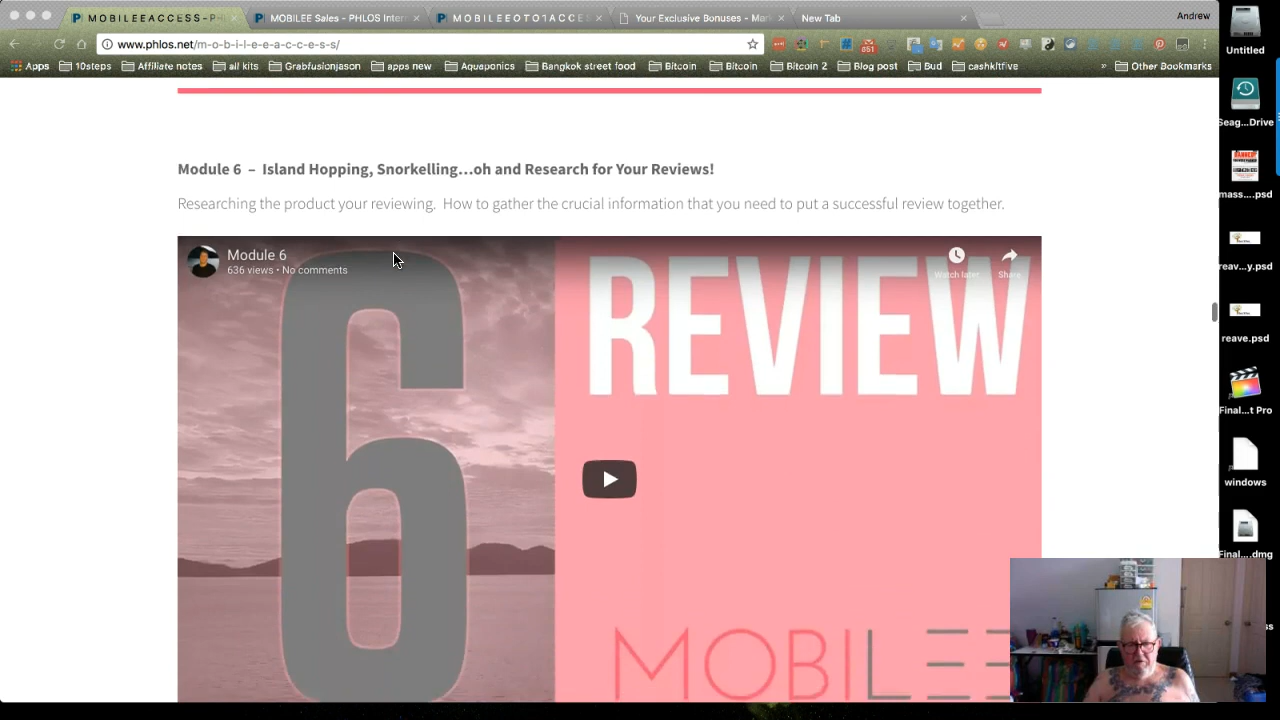 M O B I L E E A C C E S S – P H
MOBILEE Sales - PHLOS Intern
M O B I L E E O T O 1 A C C E S
Your Exclusive Bonuses - Mar
New Tab
Andrew
www.phlos.net/m-o-b-i-l-e-e-a-c-c-e-s-s/
851
Apps
10steps
Affiliate notes
all kits
Grabfusionjason
apps new
Aquaponics
Bangkok street food
Bitcoin
Bitcoin
Bitcoin 2
Blog post
Bud
cashkitfive
»
Other Bookmarks
Module 6 – Island Hopping, Snorkelling…oh and Research for Your Reviews!
Researching the product your reviewing. How to gather the crucial information that you need to put a successful review together.
Module 6
636 views • No comments
Watch later
Share
6
REVIEW
MOBILEE
Untitled
Seag...Drive
BANNED
mass....psd
reav...y.psd
reave.psd
Final...t Pro
windows
Final....dmg